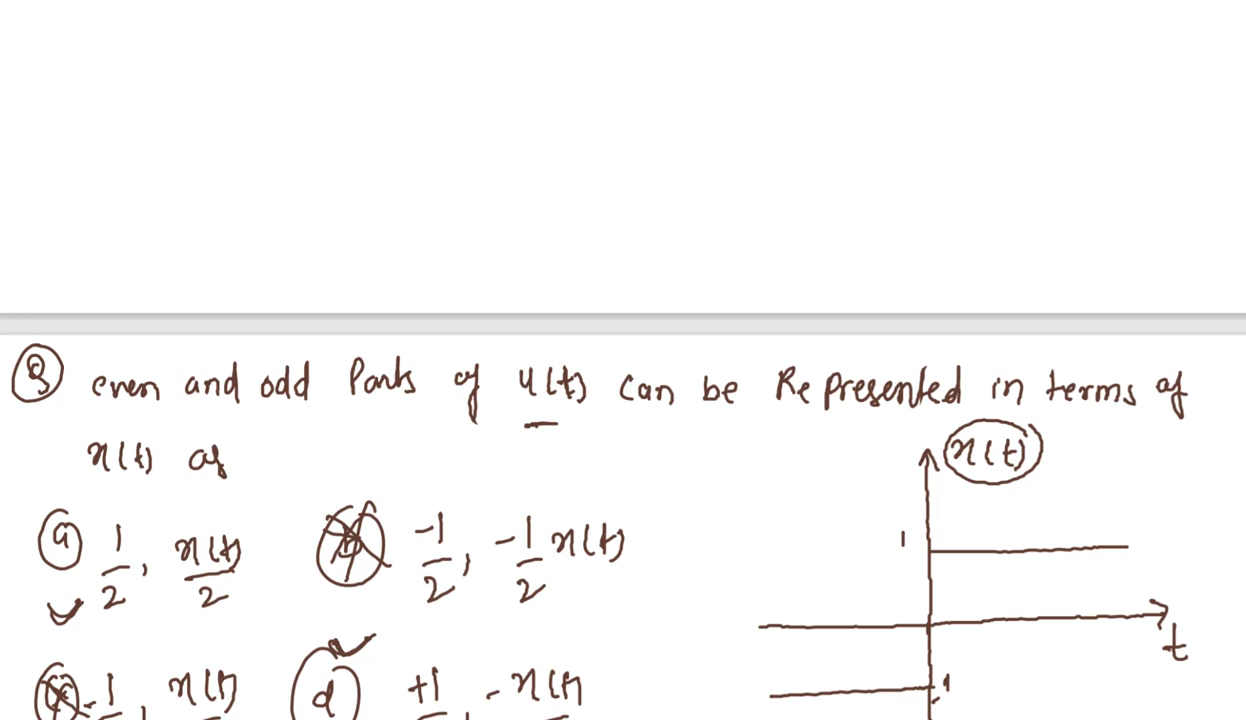 Q even and odd Parts of u(t) can be Represented in terms of
x(t) as
x(t)
a 1/2, x(t)/2 b -1/2, -1/2 x(t)
1
t
c -1/, x(t)/ d +1/, -x(t)/
-1